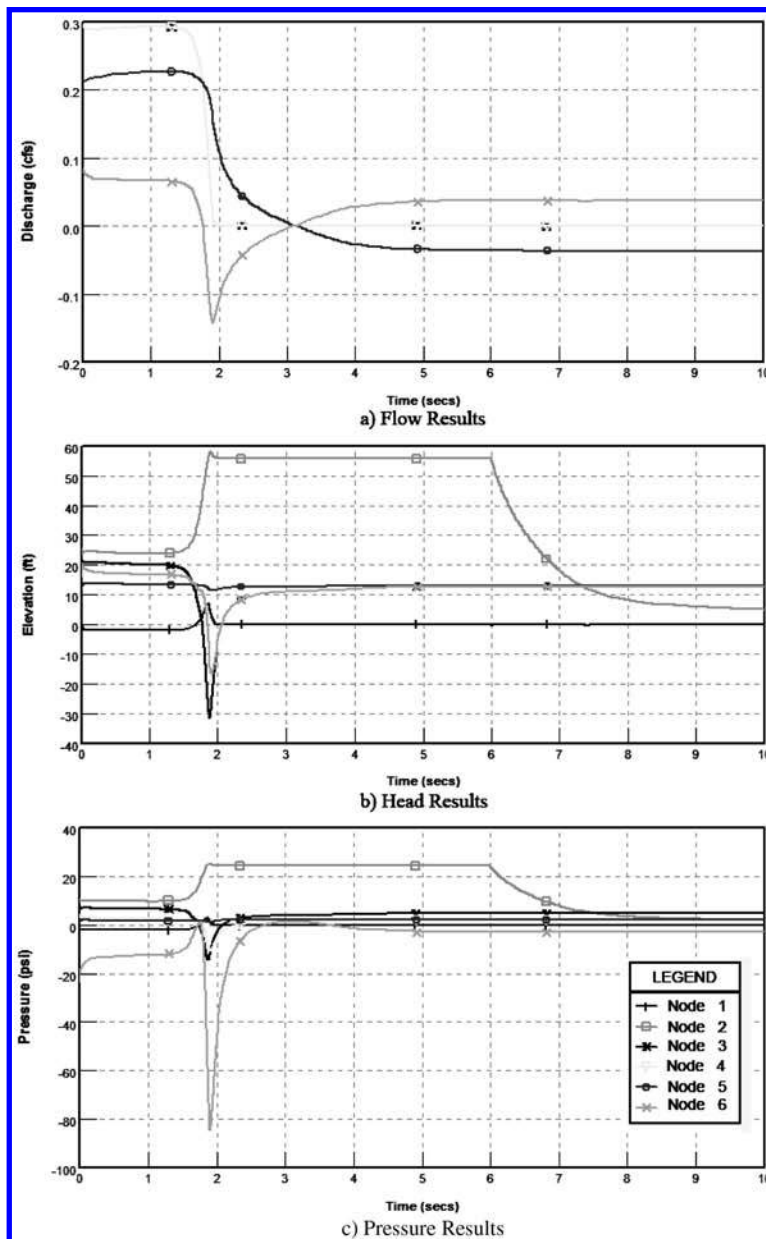 0.3
0.2
0.1
0.0
-0.1
-0.2
Discharge (cfs)
0 1 2 3 4 5 6 7 8 9 10
Time (secs)
a) Flow Results
60
50
40
30
20
10
0
-10
-20
-30
-40
Elevation (ft)
0 1 2 3 4 5 6 7 8 9 10
Time (secs)
b) Head Results
40
20
0
-20
-40
-60
-80
-100
Pressure (psi)
LEGEND
Node 1
Node 2
Node 3
Node 4
Node 5
Node 6
0 1 2 3 4 5 6 7 8 9 10
Time (secs)
c) Pressure Results